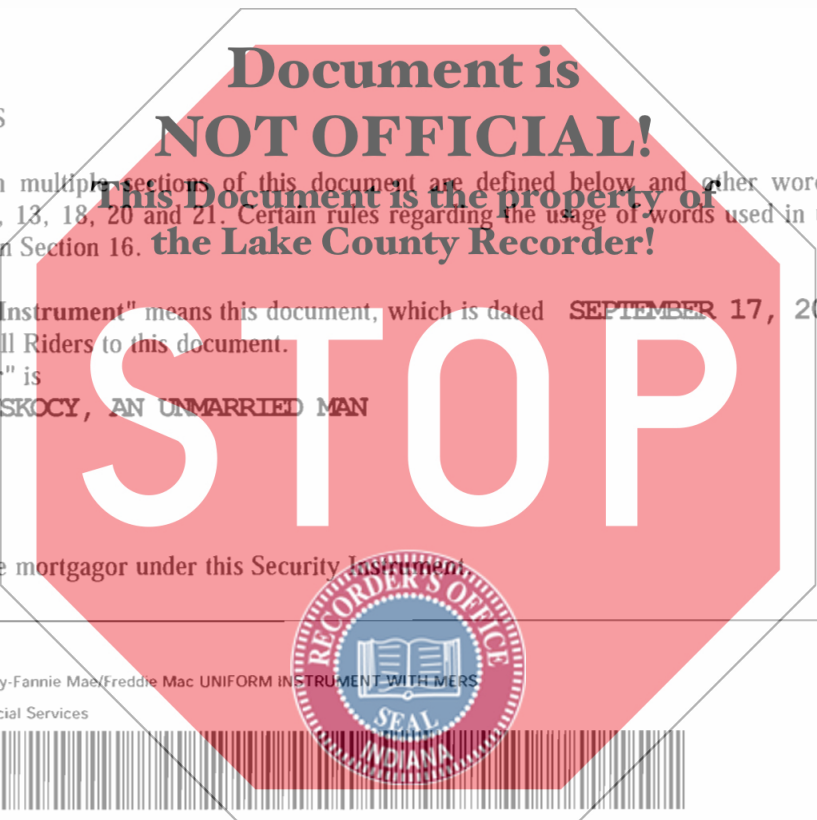 Document is
NOT OFFICIAL!
S
multiple sections of this document are defined below and other
This Document is the property of
, 13, 18, 20 and 21. Certain rules regarding the usage of words used in
the Lake County Recorder!
n Section 16.
Instrument" means this document, which is dated SEPTEMBER 17, 20
ll Riders to this document.
" is
SKOCY, AN UNMARRIED MAN
STOP
e mortgagor under this Security Instrument.
RECORDER'S OFFICE
y-Fannie Mae/Freddie Mac UNIFORM INSTRUMENT WITH MERS
cial Services
SEAL
INDIANA